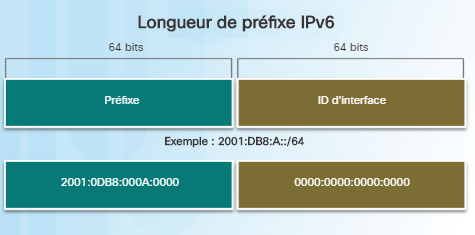 Longueur de préfixe IPv6
64 bits 64 bits
Préfixe ID d'interface
Exemple : 2001:DB8:A::/64
2001:0DB8:000A:0000 0000:0000:0000:0000